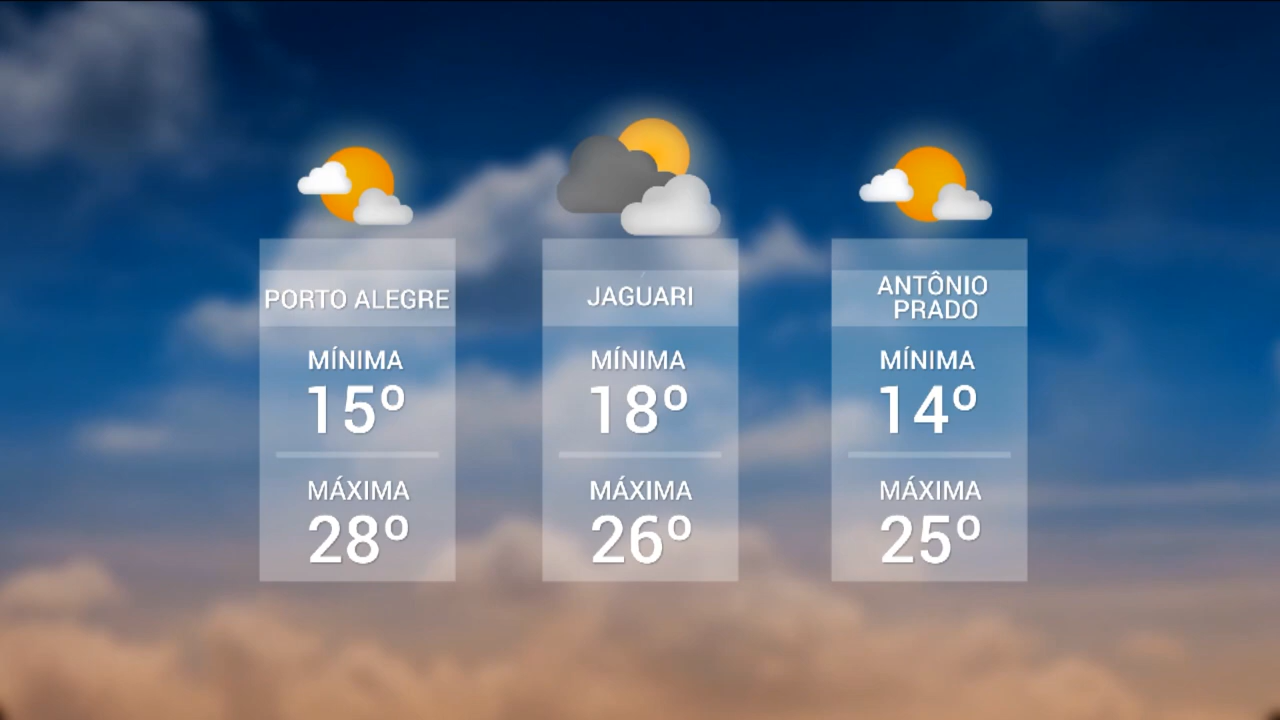 PORTO ALEGRE
MÍNIMA
15º
MÁXIMA
28º
JAGUARI
MÍNIMA
18º
MÁXIMA
26º
ANTÔNIO
PRADO
MÍNIMA
14º
MÁXIMA
25º